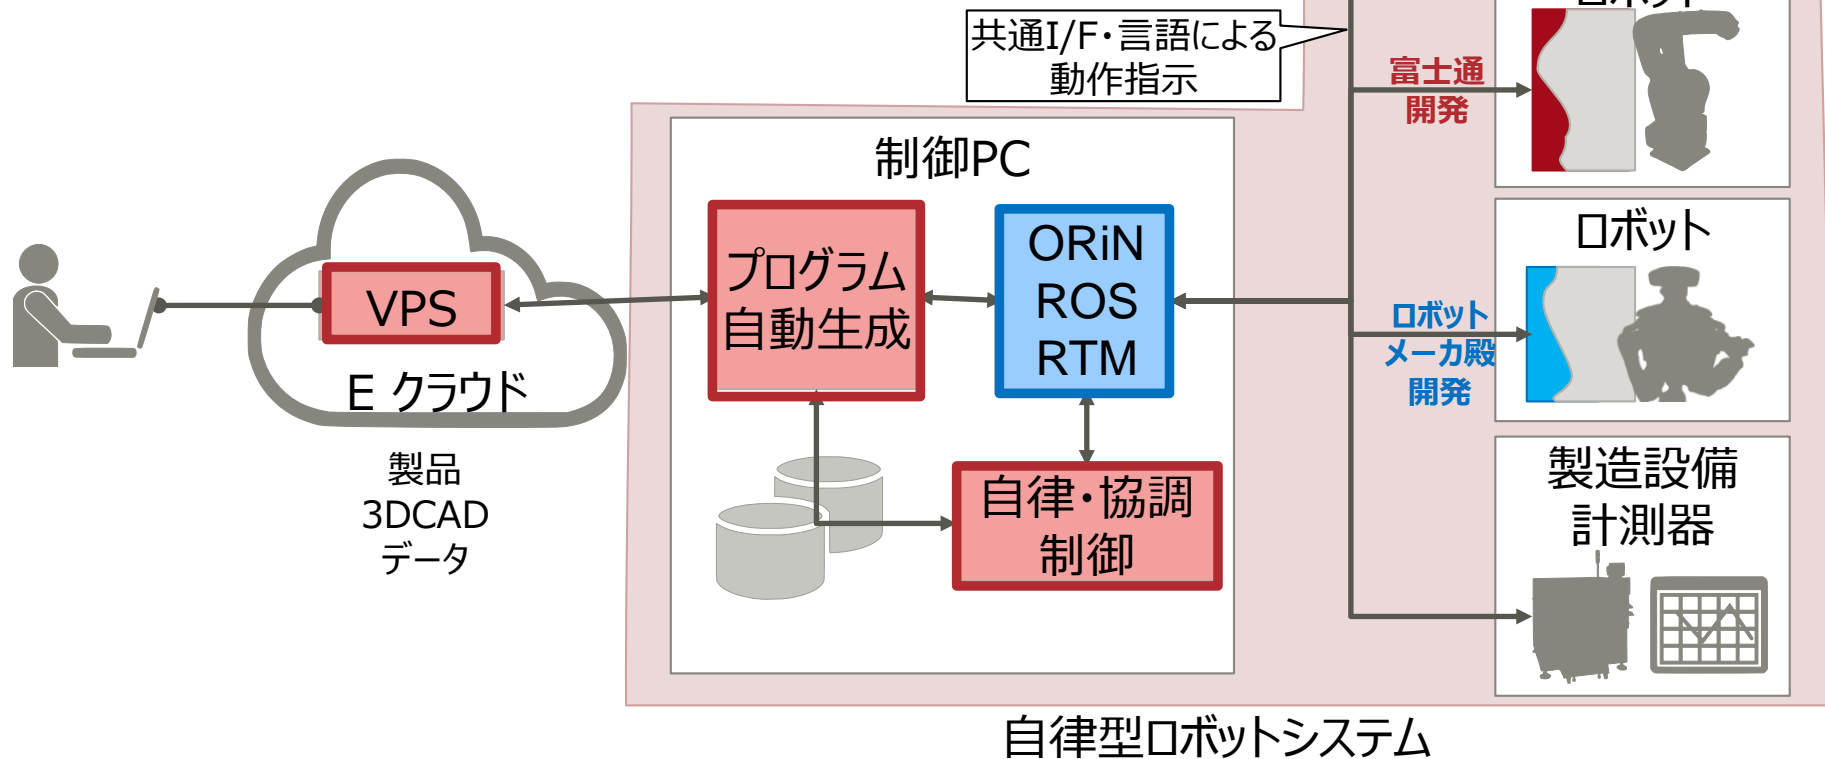 ロボット
共通I/F・言語による
動作指示
富士通
開発
制御PC
プログラム
自動生成
ORiN
ROS
RTM
VPS
E クラウド
製品
3DCAD
データ
自律・協調
制御
ロボット
ロボット
メーカ殿
開発
製造設備
計測器
自律型ロボットシステム